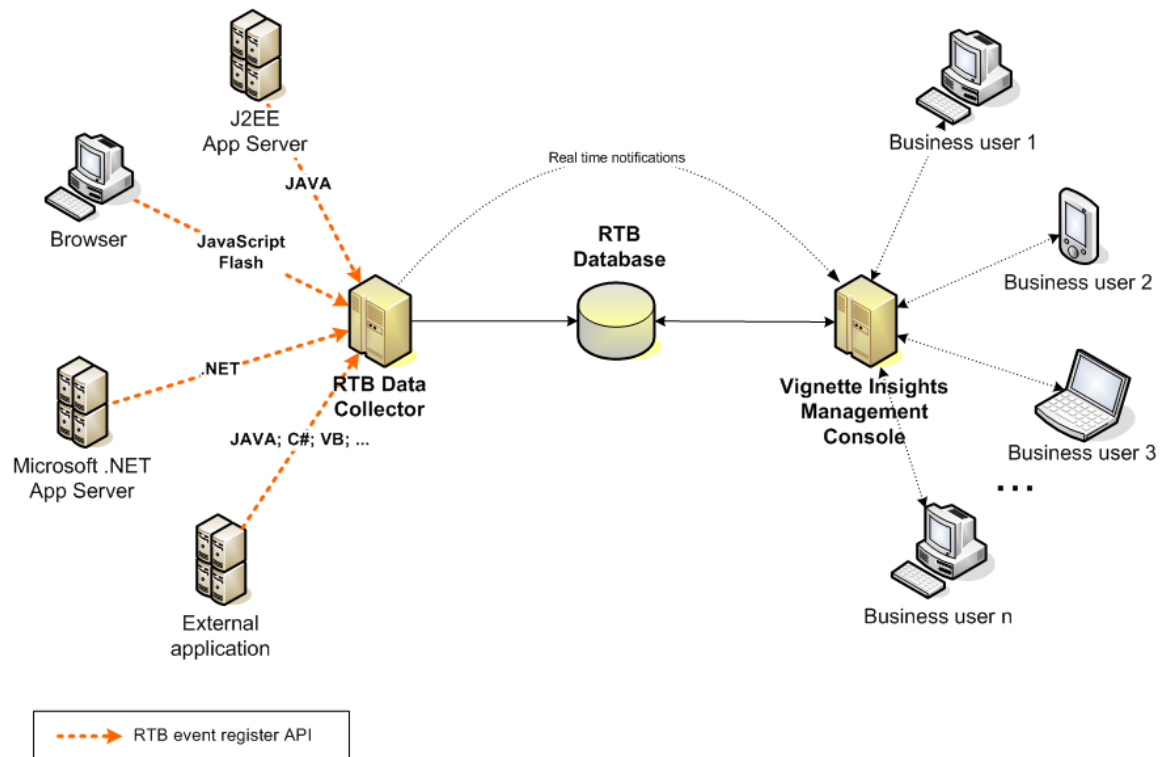 J2EE
App Server
JAVA
Browser
JavaScript
Flash
Microsoft .NET
App Server
.NET
External
application
JAVA; C#; VB; ...
RTB Data
Collector
Real time notifications
RTB
Database
Vignette Insights
Management
Console
Business user 1
Business user 2
Business user 3
...
Business user n
RTB event register API